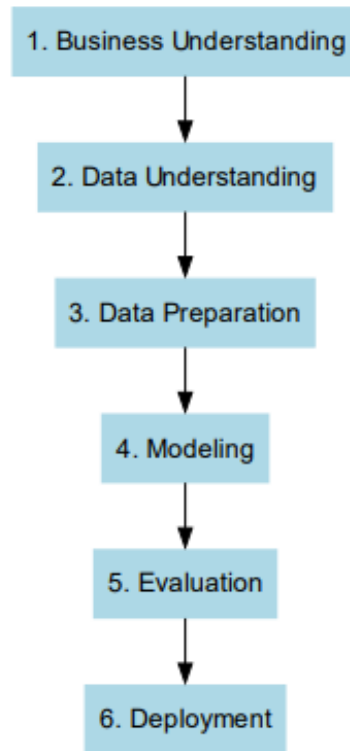 1. Business Understanding
2. Data Understanding
3. Data Preparation
4. Modeling
5. Evaluation
6. Deployment